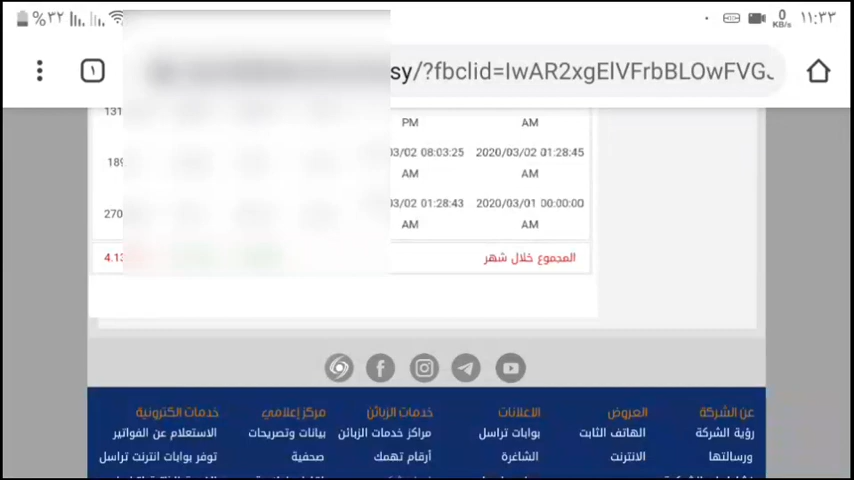 %٣٢ 0 KB/s ١١:٣٣
١ sy/?fbclid=IwAR2xgElVFrbBLOwFVG
131 PM AM
189 03/02 08:03:25 2020/03/02 01:28:45
AM AM
270 03/02 01:28:43 2020/03/01 00:00:00
AM AM
4.13 المجموع خلال شهر
عن الشركة العروض الاعلانات خدمات الزبائن مركز إعلامي خدمات الكترونية
رؤية الشركة الهاتف الثابت بوابات تراسل مراكز خدمات الزبائن بيانات وتصريحات الاستعلام عن الفواتير
ورسالتها الانترنت الشاغرة أرقام تهمك صحفية توفر بوابات انترنت تراسل